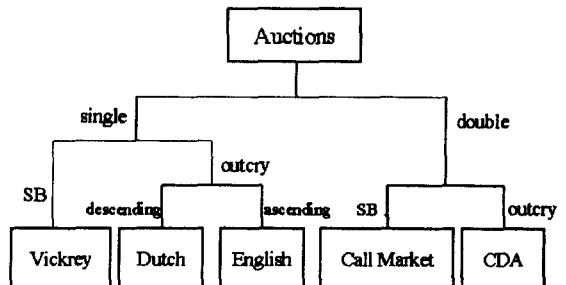 Auctions
single
double
outcry
SB
descending
ascending
SB
outcry
Vickrey
Dutch
English
Call Market
CDA